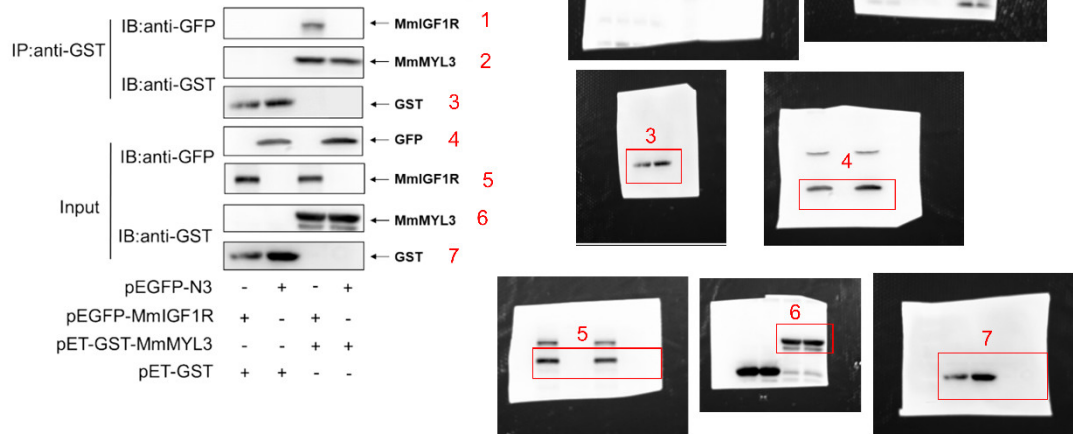 IP:anti-GST
IB:anti-GFP
MmIGF1R 1
MmMYL3 2
IB:anti-GST
GST 3
Input
IB:anti-GFP
GFP 4
MmIGF1R 5
IB:anti-GST
MmMYL3 6
GST 7
pEGFP-N3 - + - +
pEGFP-MmIGF1R + - + -
pET-GST-MmMYL3 - - + +
pET-GST + + - -
3
4
5
6
7